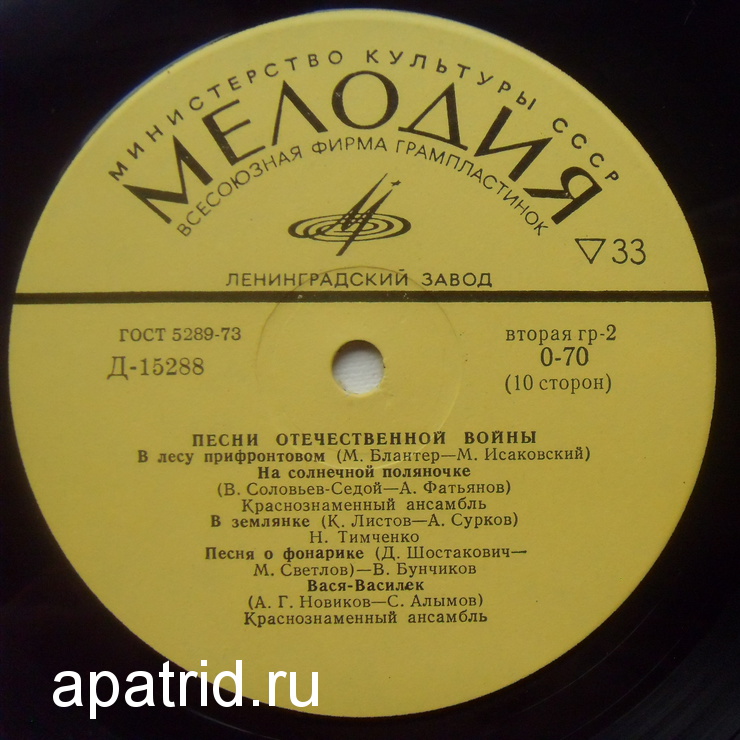 МИНИСТЕРСТВО КУЛЬТУРЫ СССР
МЕЛОДИЯ
ВСЕСОЮЗНАЯ ФИРМА ГРАМПЛАСТИНОК
▽33
ЛЕНИНГРАДСКИЙ ЗАВОД
ГОСТ 5289-73
Д-15288
вторая гр-2
0-70
(10 сторон)
ПЕСНИ ОТЕЧЕСТВЕННОЙ ВОЙНЫ
В лесу прифронтовом (М. Блантер—М. Исаковский)
На солнечной поляночке
(В. Соловьев-Седой—А. Фатьянов)
Краснознаменный ансамбль
В землянке (К. Листов—А. Сурков)
Н. Тимченко
Песня о фонарике (Д. Шостакович—
М. Светлов)—В. Бунчиков
Вася-Василек
(А. Г. Новиков—С. Алымов)
Краснознаменный ансамбль
apatrid.ru